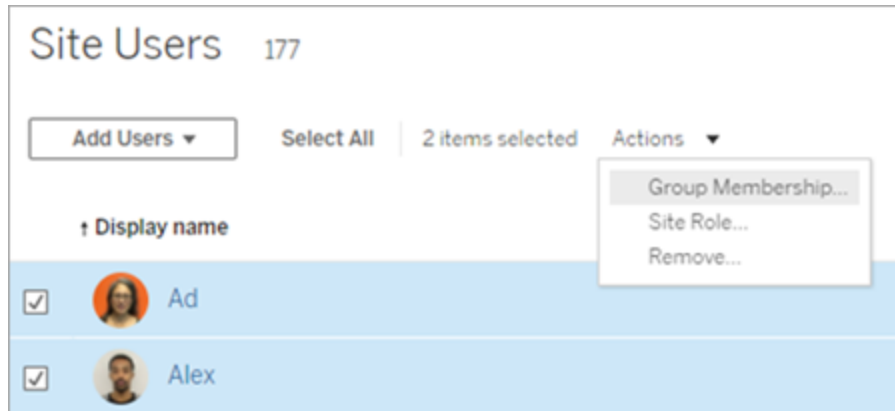 Site Users 177
Add Users Select All 2 items selected Actions
Group Membership...
Site Role...
Remove...
↑ Display name
Ad
Alex